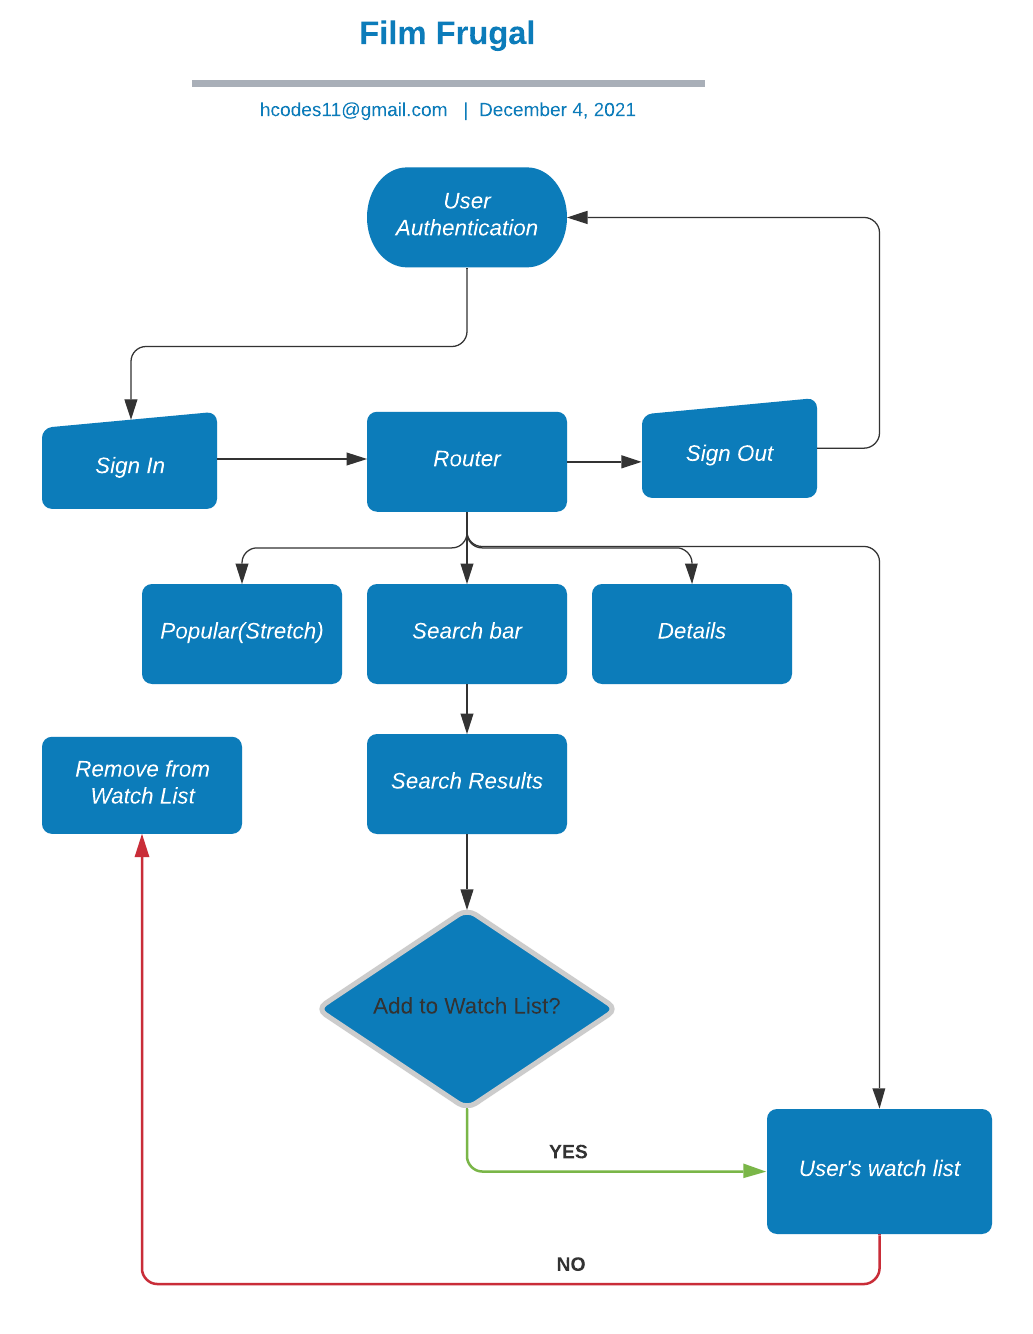 Film Frugal
hcodes11@gmail.com | December 4, 2021
User
Authentication
Sign In
Router
Sign Out
Popular(Stretch)
Search bar
Details
Remove from
Watch List
Search Results
Add to Watch List?
YES
User's watch list
NO